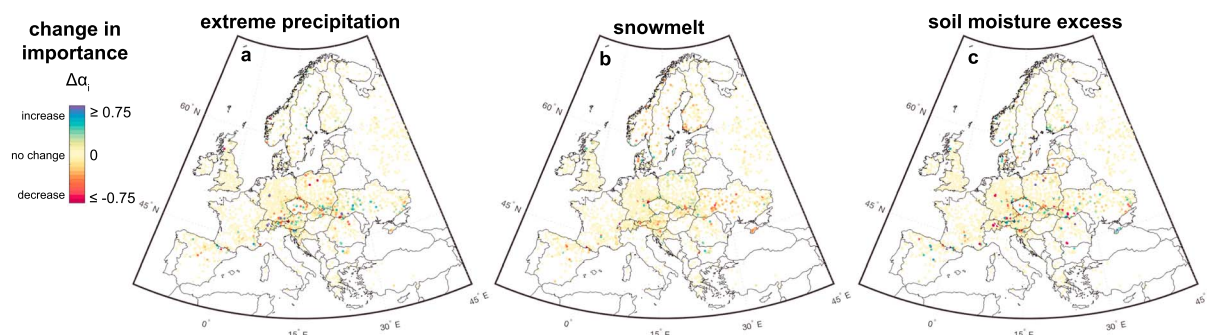 change in
importance
Δαi
increase
≥ 0.75
no change
0
decrease
≤ -0.75
extreme precipitation
a
60° N
45° N
0°
15° E
30° E
45° E
snowmelt
b
60° N
45° N
0°
15° E
30° E
45° E
soil moisture excess
c
60° N
45° N
0°
15° E
30° E
45°